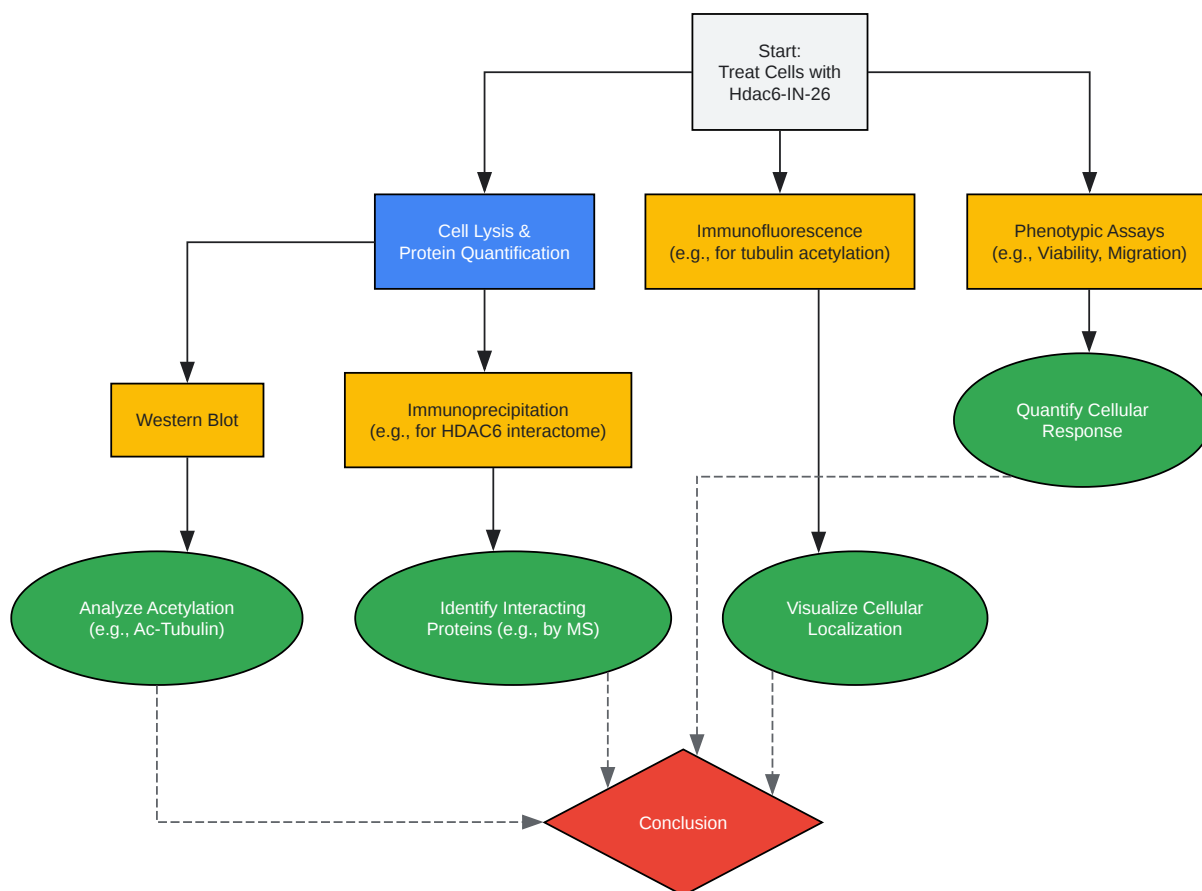 Start:
Treat Cells with
Hdac6-IN-26
Cell Lysis &
Protein Quantification
Immunofluorescence
(e.g., for tubulin acetylation)
Phenotypic Assays
(e.g., Viability, Migration)
Western Blot
Immunoprecipitation
(e.g., for HDAC6 interactome)
Quantify Cellular
Response
Analyze Acetylation
(e.g., Ac-Tubulin)
Identify Interacting
Proteins (e.g., by MS)
Visualize Cellular
Localization
Conclusion